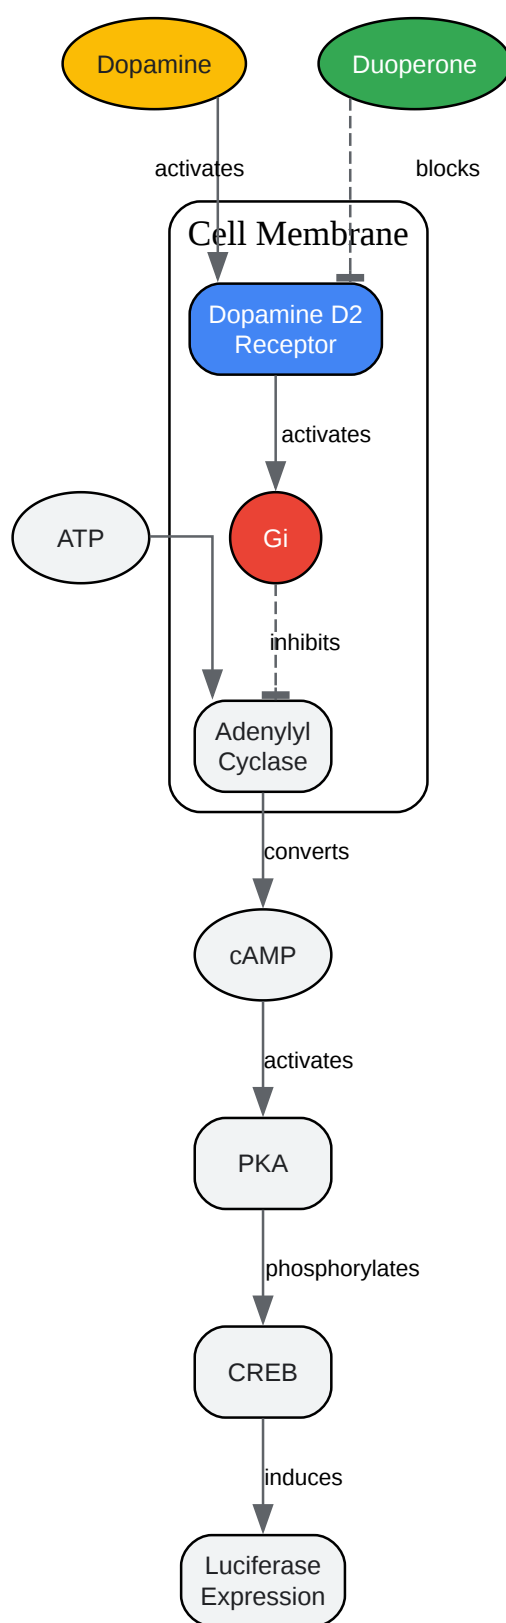 Dopamine
Duoperone
activates
blocks
Cell Membrane
Dopamine D2
Receptor
activates
ATP
Gi
inhibits
Adenylyl
Cyclase
converts
cAMP
activates
PKA
phosphorylates
CREB
induces
Luciferase
Expression